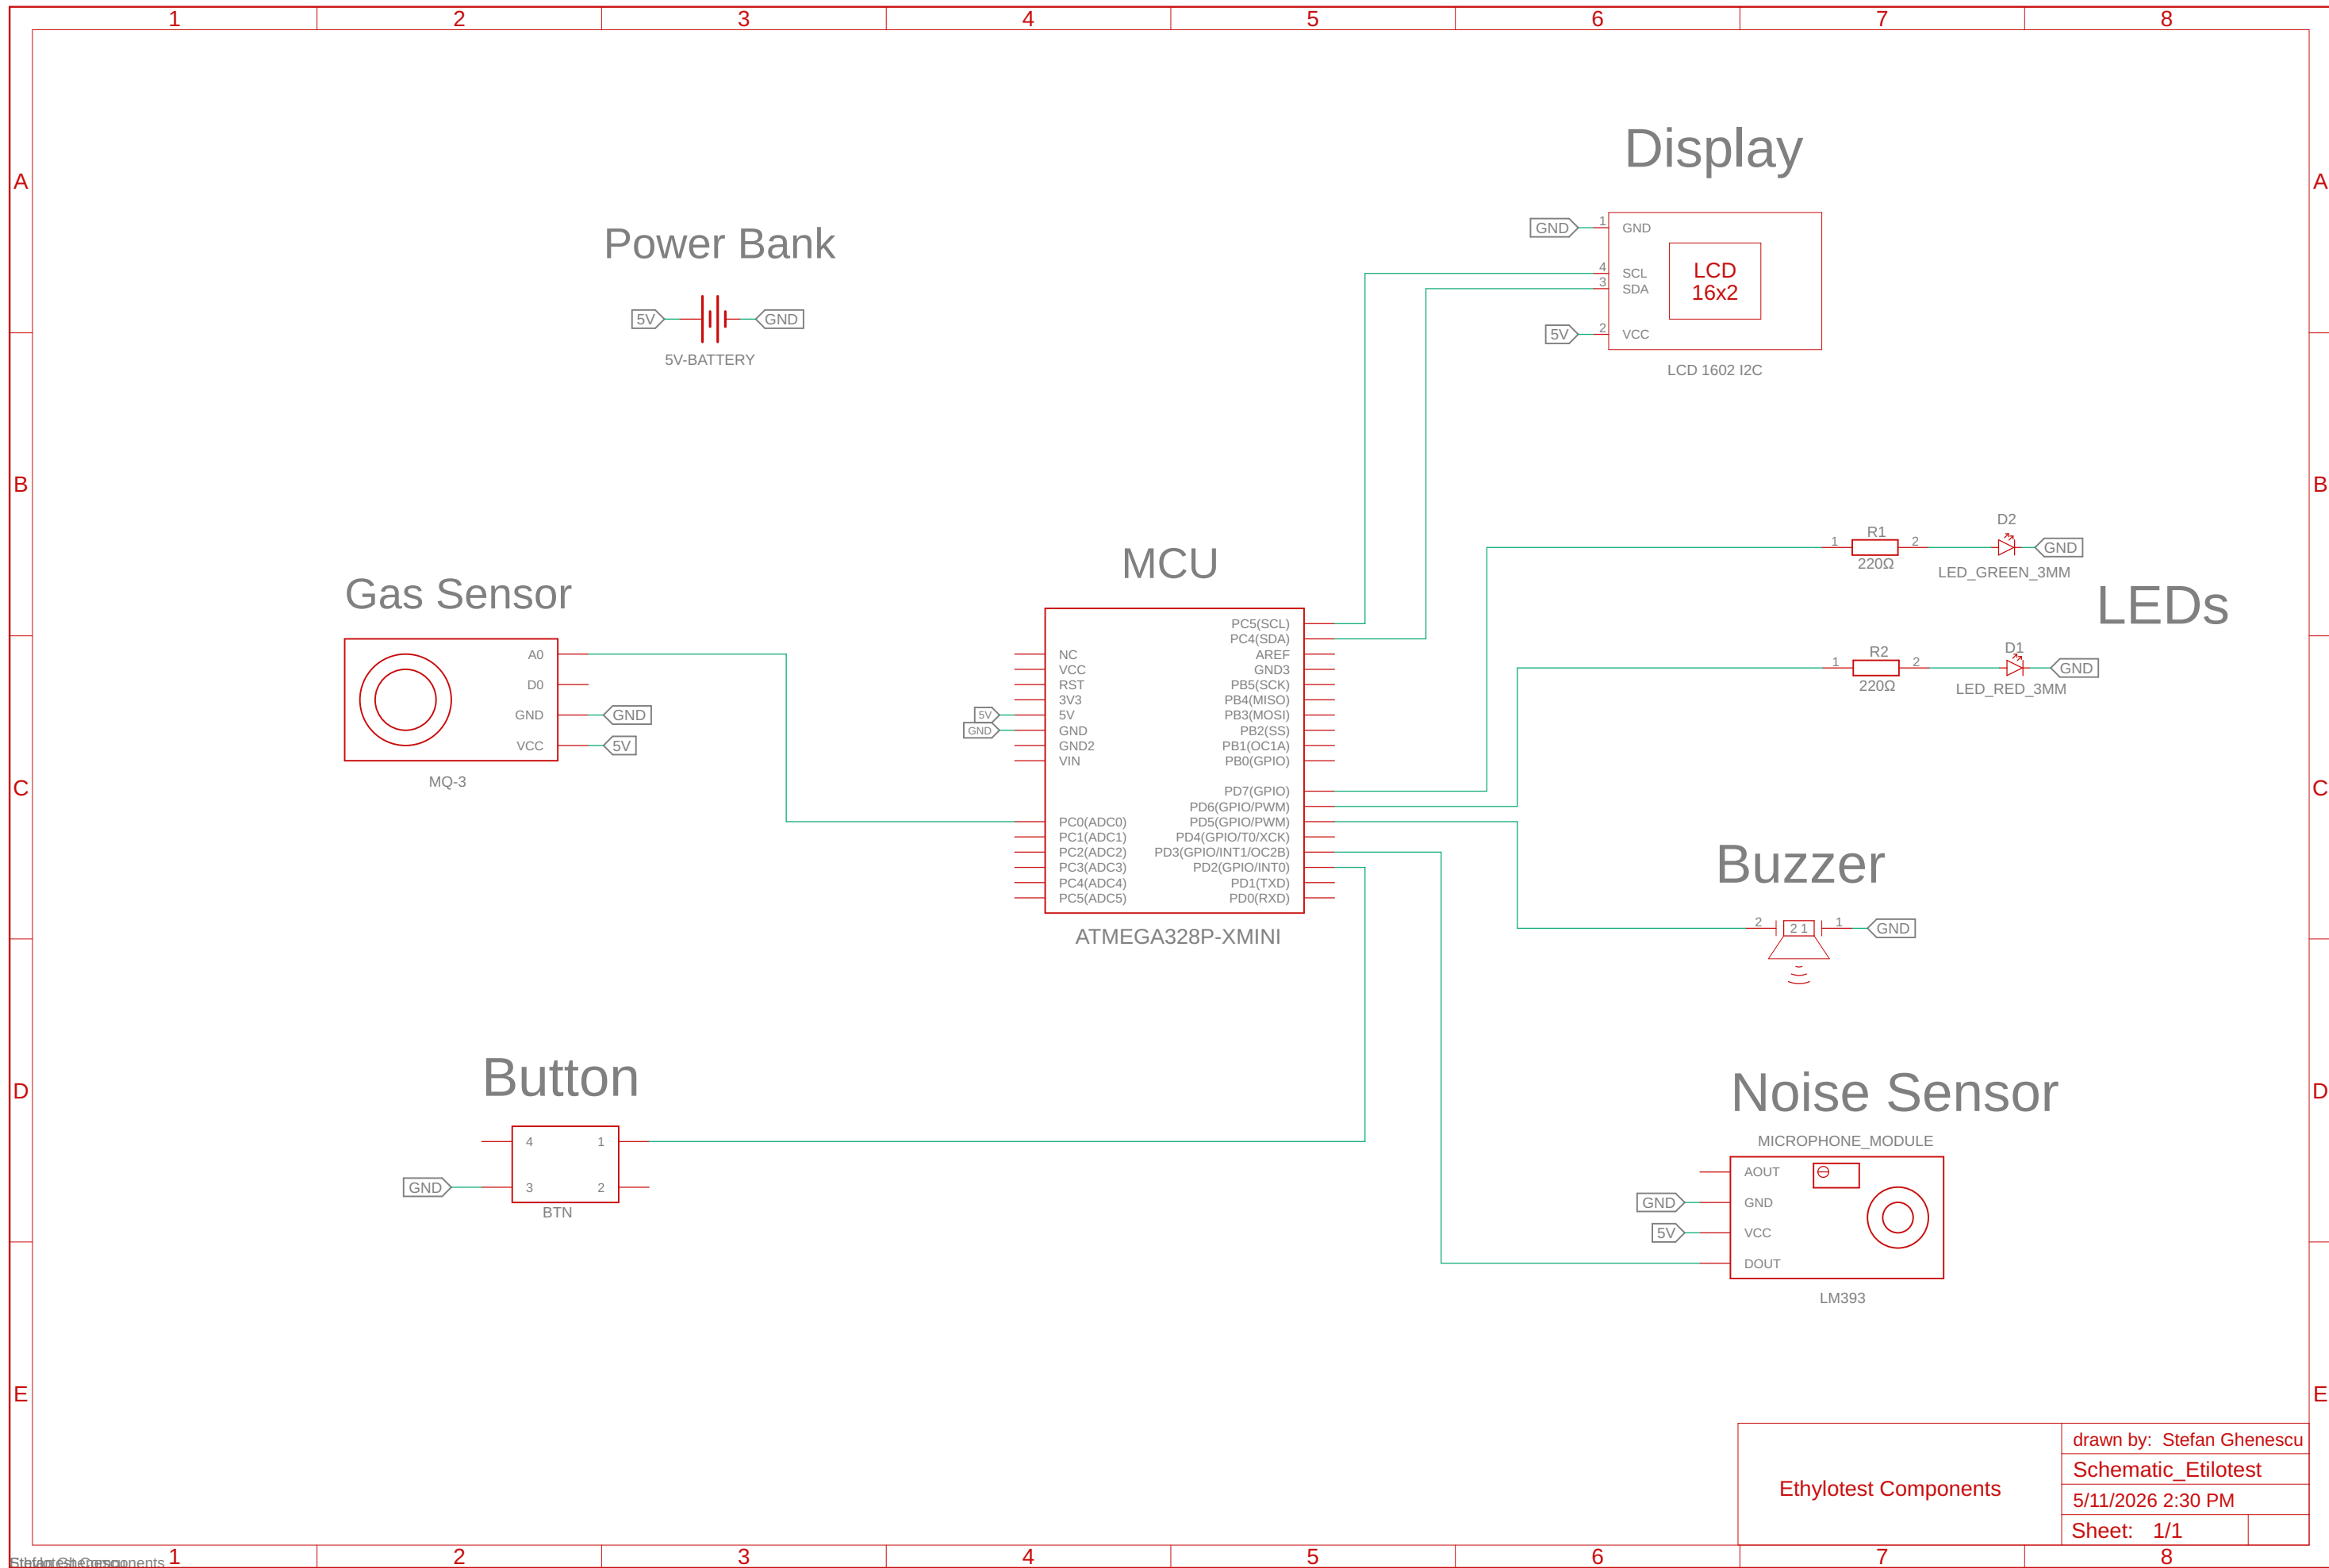 1 2 3 4 5 6 7 8
A A
Display
Power Bank
GND 1 GND
4 SCL
3 SDA
LCD
16x2
5V GND
5V 2 VCC
5V-BATTERY
LCD 1602 I2C
B B
D2
R1
1 2 GND
220Ω
LED_GREEN_3MM
MCU
Gas Sensor
LEDs
R2 D1
1 2 GND
220Ω
LED_RED_3MM
A0
D0
GND GND
VCC 5V
MQ-3
PC5(SCL)
PC4(SDA)
NC AREF
VCC GND3
RST PB5(SCK)
3V3 PB4(MISO)
5V 5V PB3(MOSI)
GND GND PB2(SS)
GND2 PB1(OC1A)
VIN PB0(GPIO)
PD7(GPIO)
PD6(GPIO/PWM)
PC0(ADC0) PD5(GPIO/PWM)
PC1(ADC1) PD4(GPIO/T0/XCK)
PC2(ADC2) PD3(GPIO/INT1/OC2B)
PC3(ADC3) PD2(GPIO/INT0)
PC4(ADC4) PD1(TXD)
PC5(ADC5) PD0(RXD)
ATMEGA328P-XMINI
C C
Buzzer
2 2 1 1 GND
Button
4 1
GND 3 2
BTN
D D
Noise Sensor
MICROPHONE_MODULE
AOUT
GND GND
5V VCC
DOUT
LM393
E E
Ethylotest Components
drawn by: Stefan Ghenescu
Schematic_Etilotest
5/11/2026 2:30 PM
Sheet: 1/1
1 2 3 4 5 6 7 8